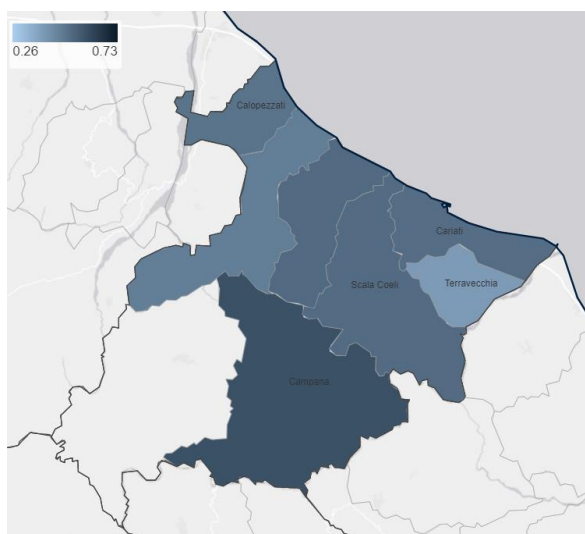 0.26 0.73
Calopezzati
Cariati
Scala Coeli
Terravecchia
Campana